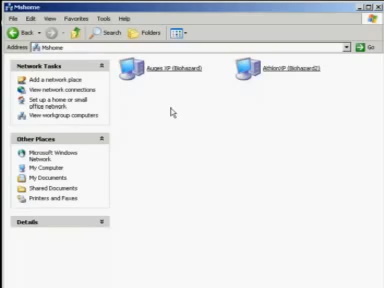 Mshome
File Edit View Favorites Tools Help
Back Search Folders
Address Mshome Go
Network Tasks
Add a network place
View network connections
Set up a home or small
office network
View workgroup computers
Other Places
Microsoft Windows
Network
My Computer
My Documents
Shared Documents
Printers and Faxes
Details
Auges XP (Biohazard)
AthlonXP (Biohazard2)